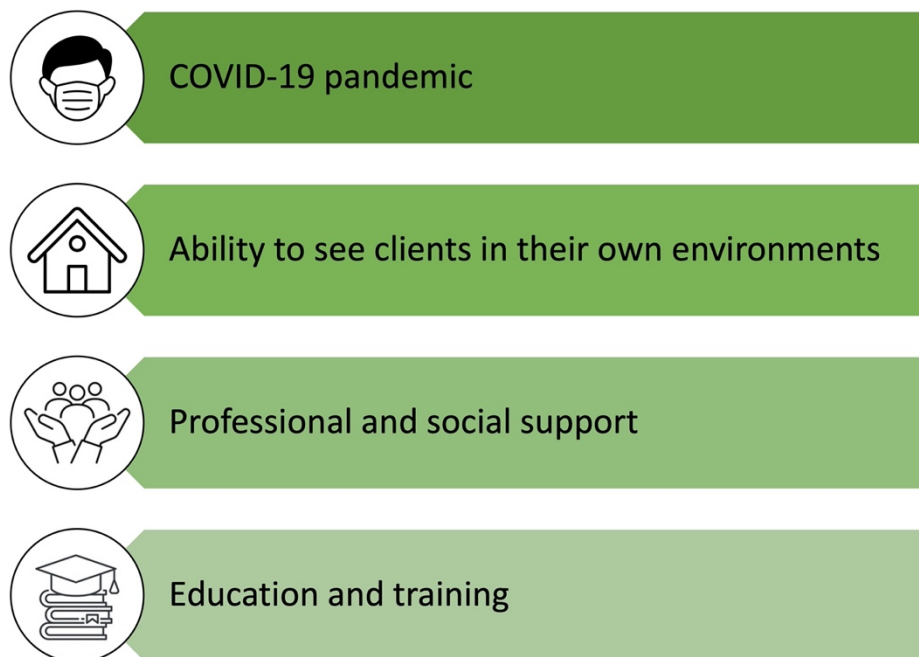 COVID-19 pandemic
Ability to see clients in their own environments
Professional and social support
Education and training